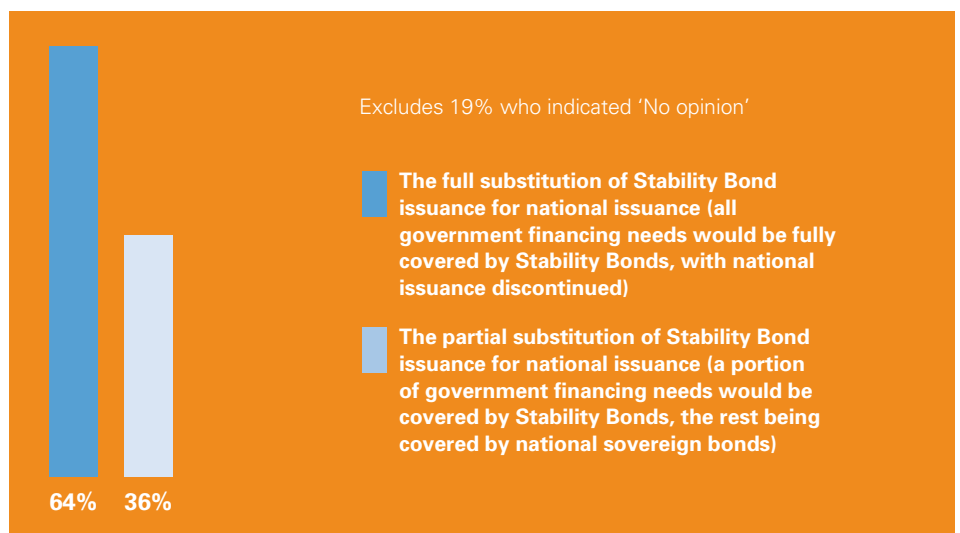 Excludes 19% who indicated ‘No opinion’
The full substitution of Stability Bond
issuance for national issuance (all
government financing needs would be fully
covered by Stability Bonds, with national
issuance discontinued)
The partial substitution of Stability Bond
issuance for national issuance (a portion
of government financing needs would be
covered by Stability Bonds, the rest being
covered by national sovereign bonds)
64% 36%